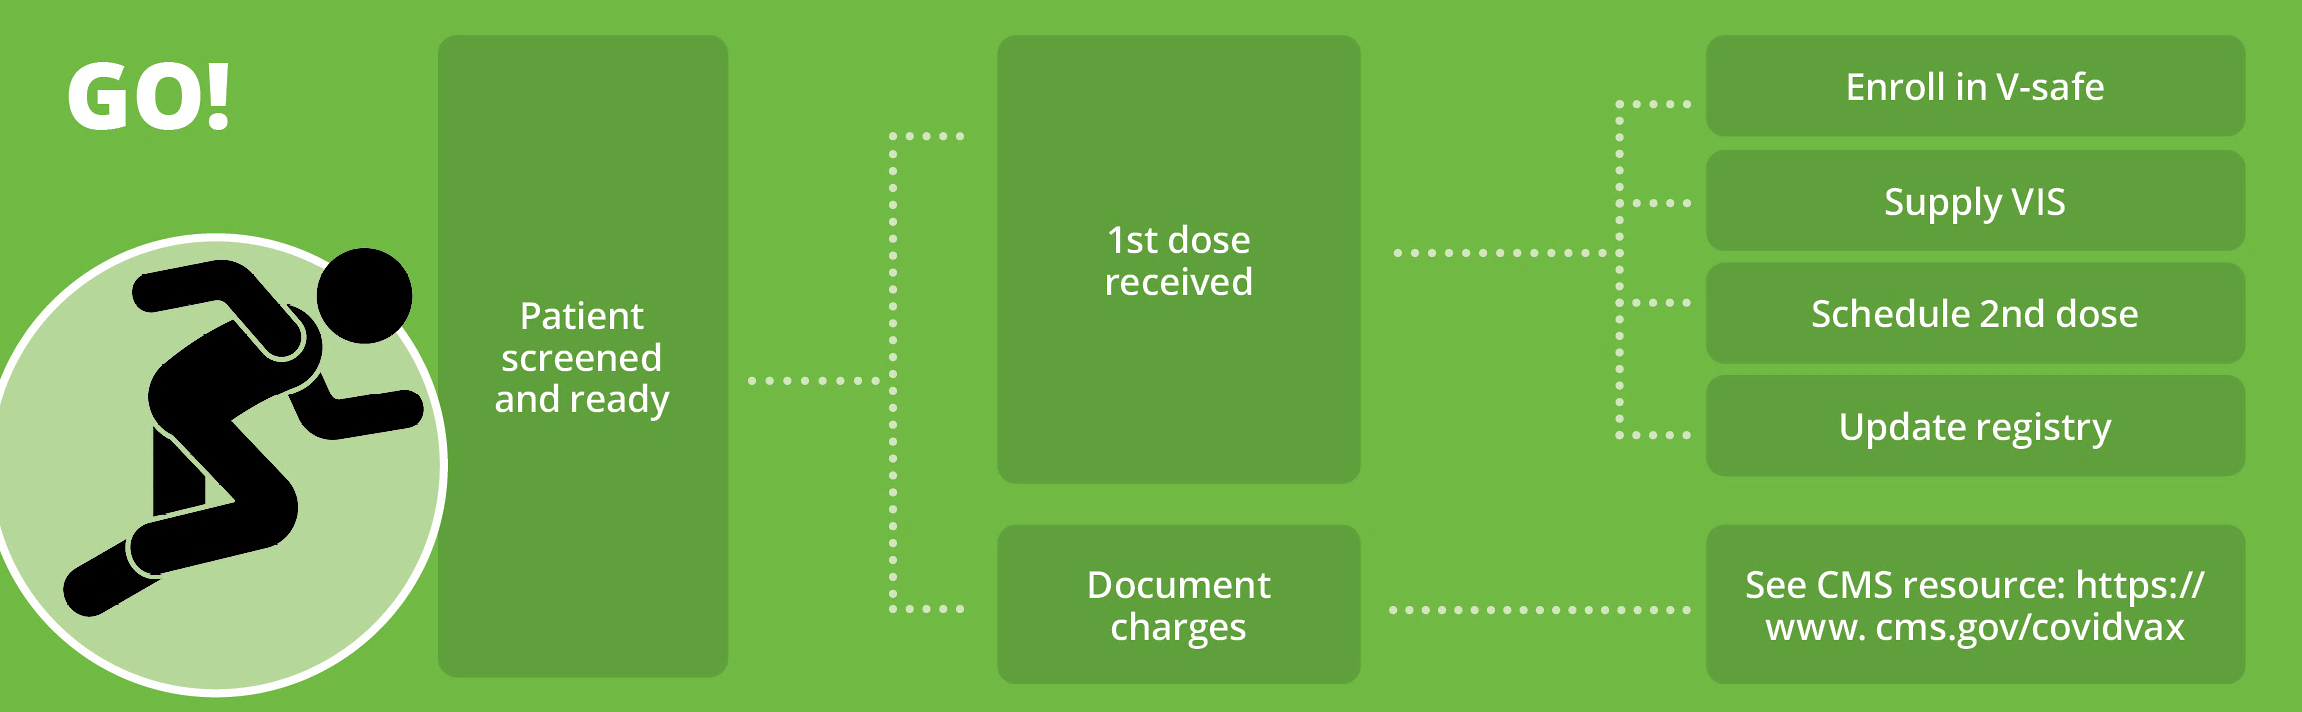 GO!
Patient
screened
and ready
1st dose
received
Document
charges
Enroll in V-safe
Supply VIS
Schedule 2nd dose
Update registry
See CMS resource: https://
www. cms.gov/covidvax